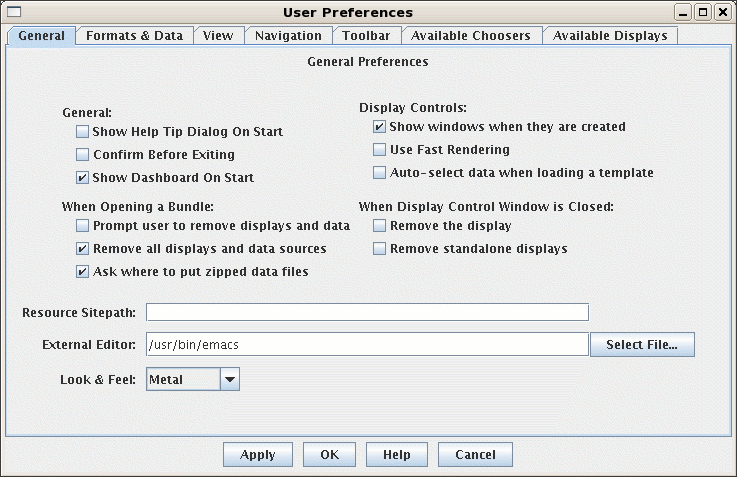 User Preferences
General Formats & Data View Navigation Toolbar Available Choosers Available Displays
General Preferences
General:
Show Help Tip Dialog On Start
Confirm Before Exiting
Show Dashboard On Start
Display Controls:
Show windows when they are created
Use Fast Rendering
Auto-select data when loading a template
When Opening a Bundle:
Prompt user to remove displays and data
Remove all displays and data sources
Ask where to put zipped data files
When Display Control Window is Closed:
Remove the display
Remove standalone displays
Resource Sitepath:
External Editor: /usr/bin/emacs Select File...
Look & Feel: Metal
Apply OK Help Cancel